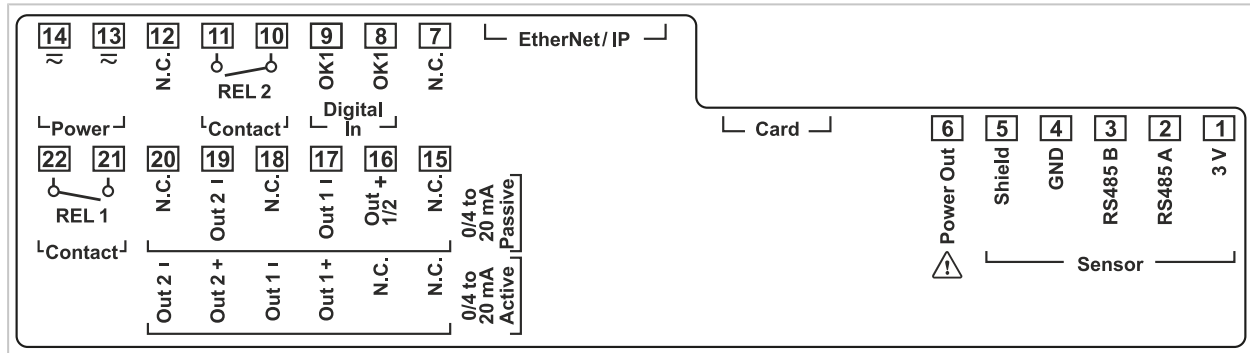 14 13 12 11 10 9 8 7 EtherNet/IP
N.C. OK1 OK1 N.C.
REL 2
Power Contact Digital In
Card
6 5 4 3 2 1
Power Out Shield GND RS485 B RS485 A 3 V
Sensor
22 21 20 19 18 17 16 15
N.C. Out 2 – N.C. Out 1 – Out 1/2 + N.C. 0/4 to 20 mA Passive
REL 1
Contact
Out 2 – Out 2 + Out 1 – Out 1 + N.C. N.C. 0/4 to 20 mA Active